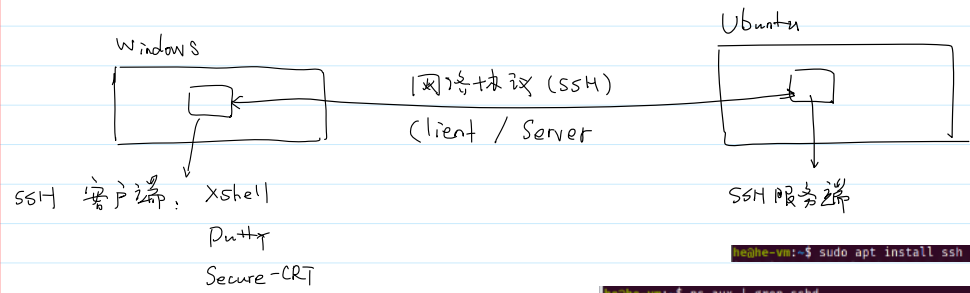 Windows
Ubuntu
网络协议 (SSH)
Client / Server
SSH 客户端: Xshell
Putty
Secure-CRT
SSH 服务端
he@he-vm:~$ sudo apt install ssh